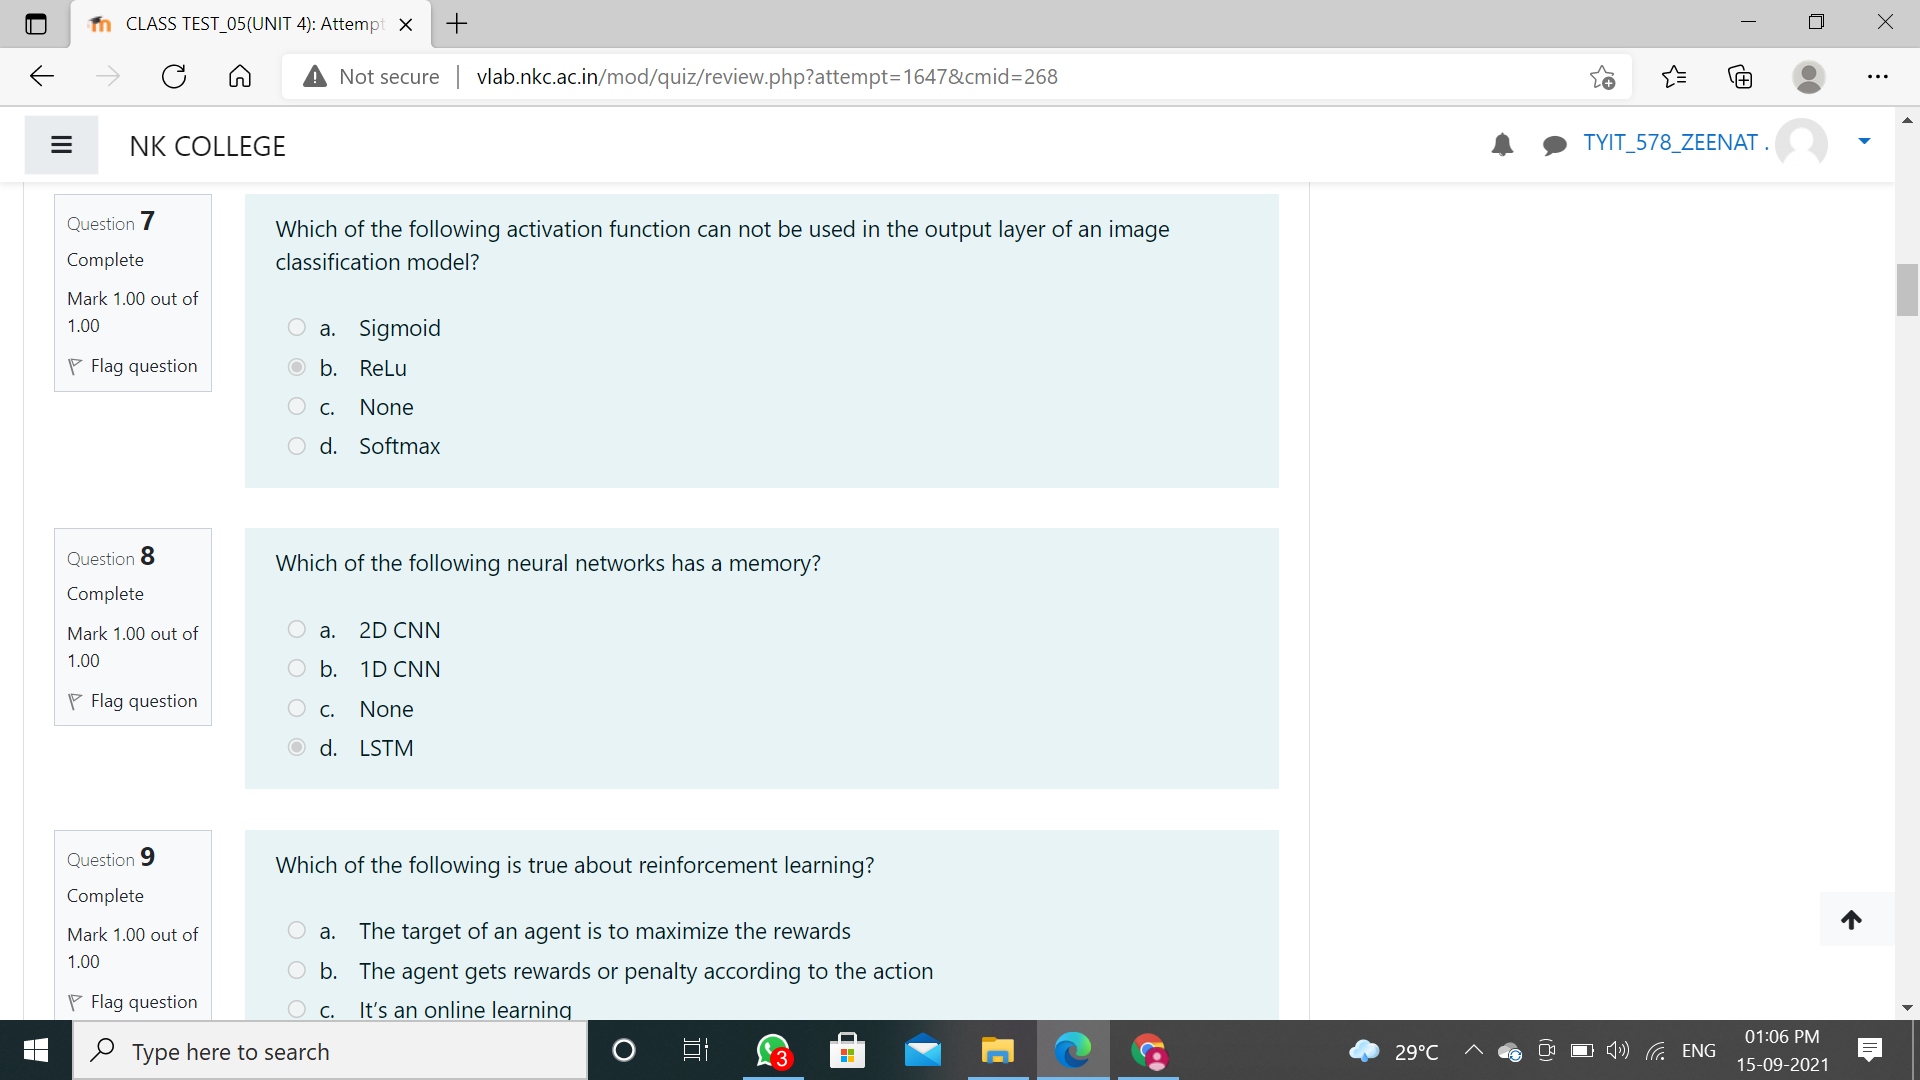 CLASS TEST_05(UNIT 4): Attempt
Not secure
vlab.nkc.ac.in/mod/quiz/review.php?attempt=1647&cmid=268
NK COLLEGE
TYIT_578_ZEENAT .
Question 7
Complete
Mark 1.00 out of
1.00
Flag question
Which of the following activation function can not be used in the output layer of an image
classification model?
a. Sigmoid
b. ReLu
c. None
d. Softmax
Question 8
Complete
Mark 1.00 out of
1.00
Flag question
Which of the following neural networks has a memory?
a. 2D CNN
b. 1D CNN
c. None
d. LSTM
Question 9
Complete
Mark 1.00 out of
1.00
Flag question
Which of the following is true about reinforcement learning?
a. The target of an agent is to maximize the rewards
b. The agent gets rewards or penalty according to the action
c. It's an online learning
Type here to search
3
29°C
ENG
01:06 PM
15-09-2021